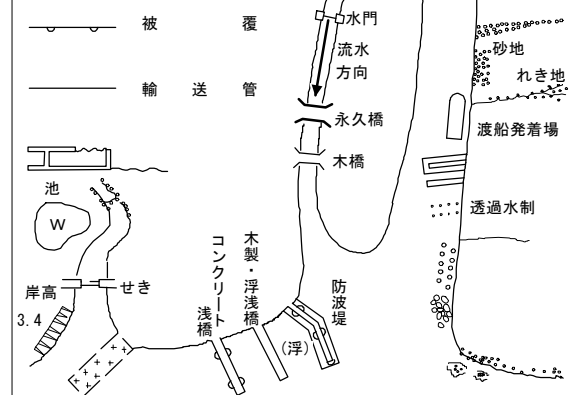 被覆
輸送管
水門
流水
方向
永久橋
木橋
砂地
れき地
渡船発着場
透過水制
池
W
岸高
3.4
せき
コンクリート
浅橋
木製・浮浅橋
防波堤
(浮)